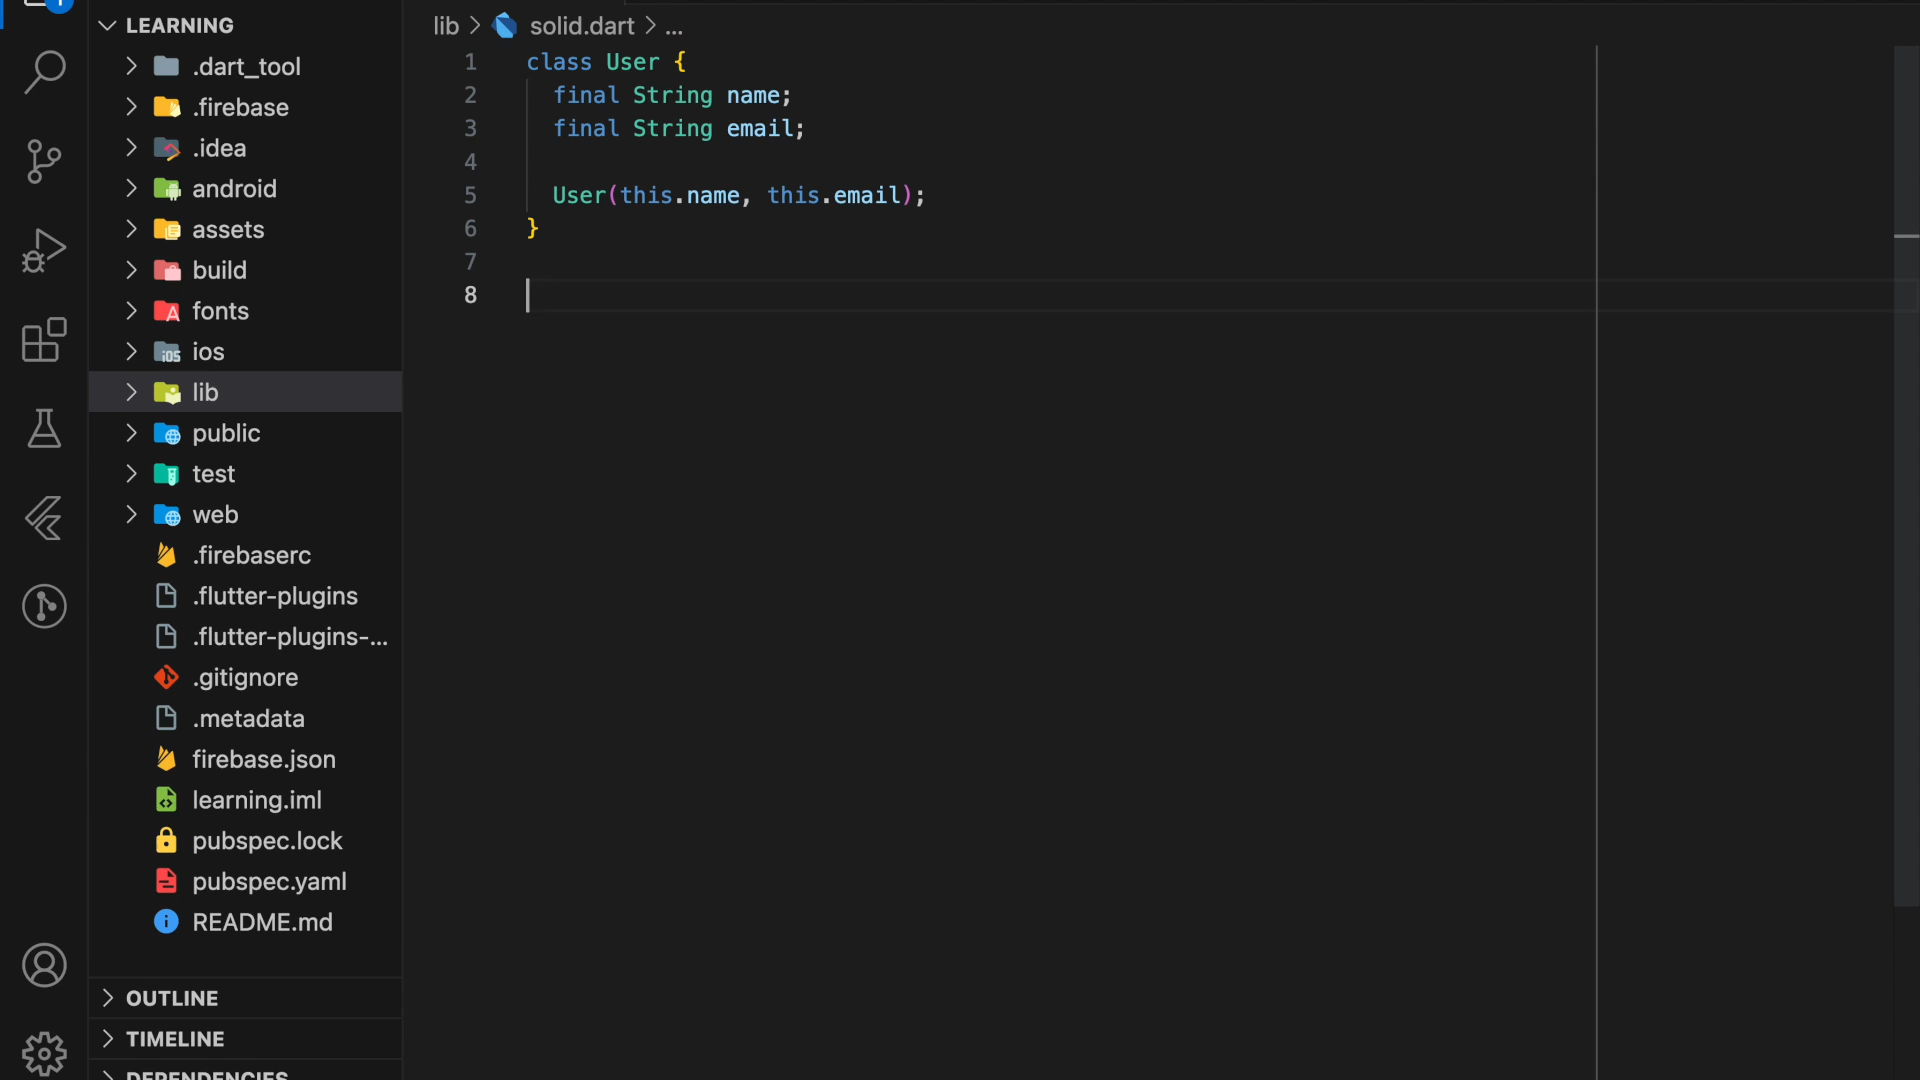 LEARNING
.dart_tool
.firebase
.idea
android
assets
build
fonts
ios
lib
public
test
web
.firebaserc
.flutter-plugins
.flutter-plugins-...
.gitignore
.metadata
firebase.json
learning.iml
pubspec.lock
pubspec.yaml
README.md
OUTLINE
TIMELINE
DEPENDENCIES
lib > solid.dart > ...
1 class User {
2 final String name;
3 final String email;
4
5 User(this.name, this.email);
6 }
7
8